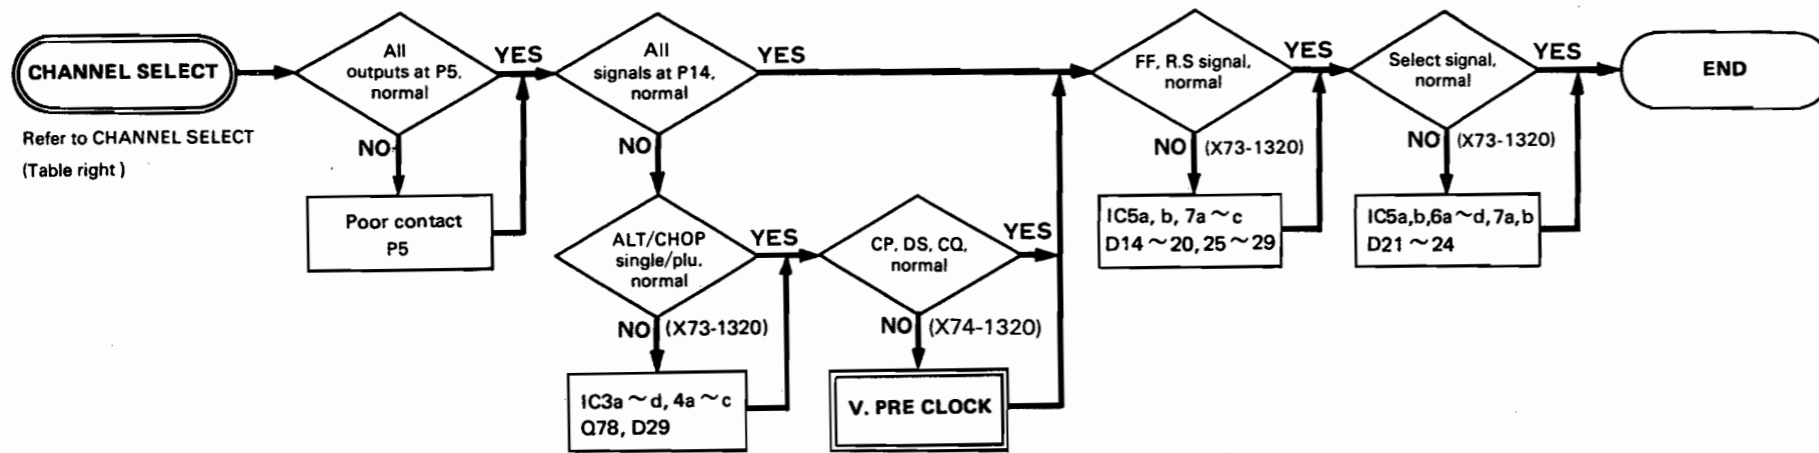 CHANNEL SELECT
Refer to CHANNEL SELECT
(Table right)
All
outputs at P5,
normal
YES
NO
Poor contact
P5
All
signals at P14,
normal
YES
NO
ALT/CHOP
single/plu.
normal
YES
NO (X73-1320)
IC3a ~ d, 4a ~ c
Q78, D29
CP, DS, CQ,
normal
YES
NO (X74-1320)
V. PRE CLOCK
FF, R.S signal,
normal
YES
NO (X73-1320)
IC5a, b, 7a ~ c
D14 ~ 20, 25 ~ 29
Select signal,
normal
YES
NO (X73-1320)
IC5a,b,6a ~ d, 7a,b
D21 ~ 24
END